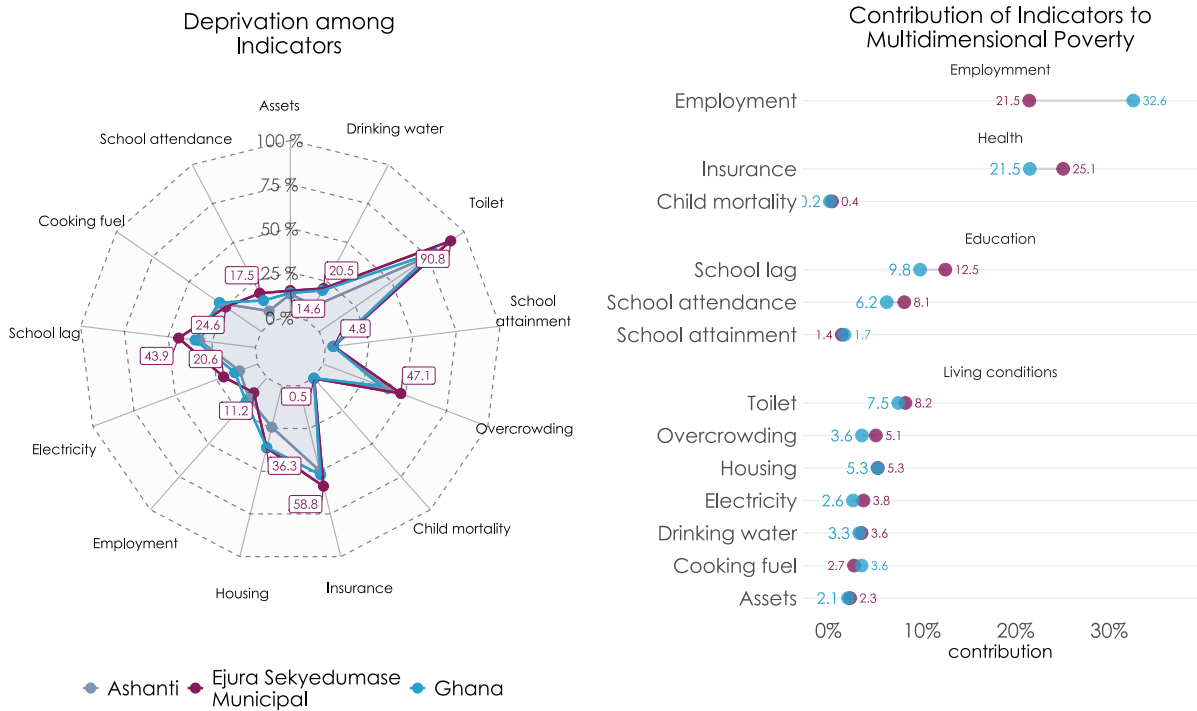 Deprivation among
Indicators
Assets
School attendance
Drinking water
100 %
75 %
Cooking fuel
Toilet
50 %
90.8
25 %
17.5
20.5
14.6
0 %
School
attainment
School lag
24.6
4.8
43.9
20.6
47.1
11.2
0.5
Overcrowding
Electricity
36.3
58.8
Child mortality
Employment
Housing
Insurance
Ashanti
Ejura Sekyedumase
Municipal
Ghana
Contribution of Indicators to
Multidimensional Poverty
Employmment
Employment 21.5 32.6
Health
Insurance 21.5 25.1
Child mortality 0.2 0.4
Education
School lag 9.8 12.5
School attendance 6.2 8.1
School attainment 1.4 1.7
Living conditions
Toilet 7.5 8.2
Overcrowding 3.6 5.1
Housing 5.3 5.3
Electricity 2.6 3.8
Drinking water 3.3 3.6
Cooking fuel 2.7 3.6
Assets 2.1 2.3
0% 10% 20% 30%
contribution